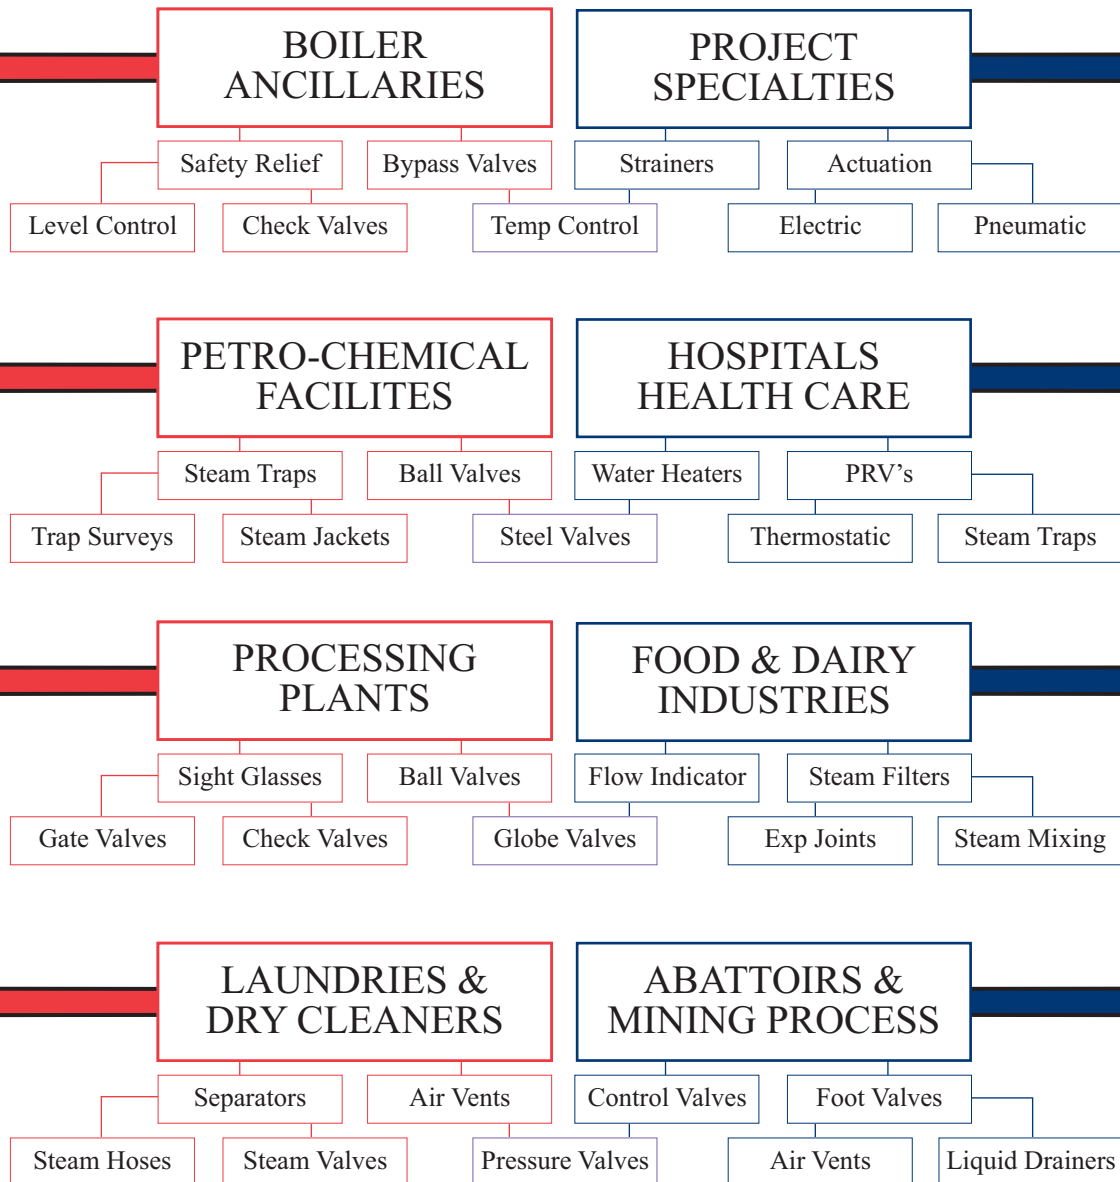 BOILER
ANCILLARIES
PROJECT
SPECIALTIES
Safety Relief
Bypass Valves
Strainers
Actuation
Level Control
Check Valves
Temp Control
Electric
Pneumatic
PETRO-CHEMICAL
FACILITES
HOSPITALS
HEALTH CARE
Steam Traps
Ball Valves
Water Heaters
PRV's
Trap Surveys
Steam Jackets
Steel Valves
Thermostatic
Steam Traps
PROCESSING
PLANTS
FOOD & DAIRY
INDUSTRIES
Sight Glasses
Ball Valves
Flow Indicator
Steam Filters
Gate Valves
Check Valves
Globe Valves
Exp Joints
Steam Mixing
LAUNDRIES &
DRY CLEANERS
ABATTOIRS &
MINING PROCESS
Separators
Air Vents
Control Valves
Foot Valves
Steam Hoses
Steam Valves
Pressure Valves
Air Vents
Liquid Drainers